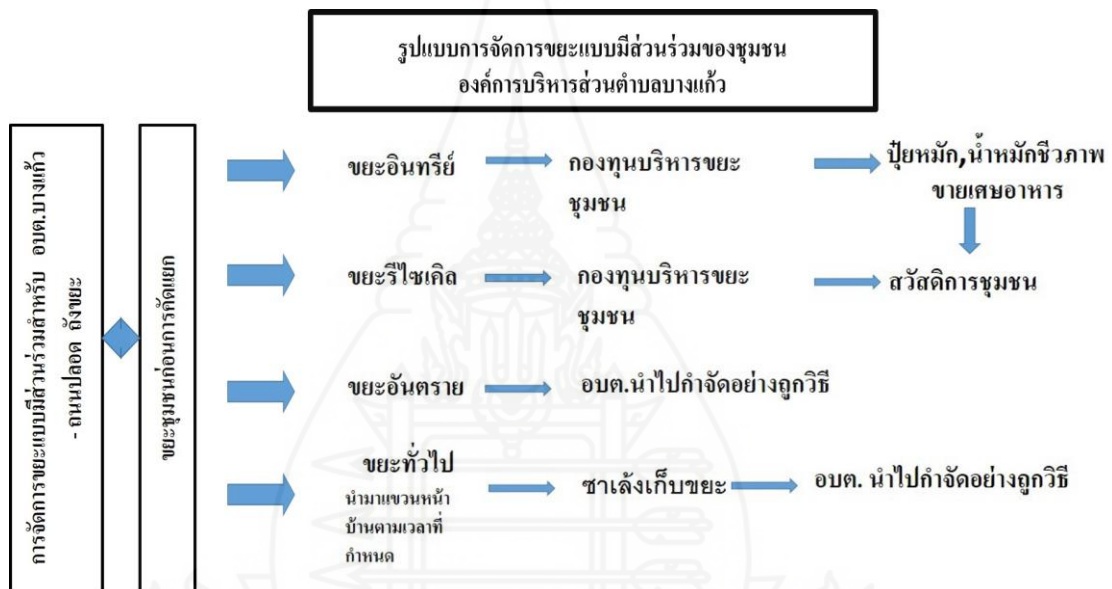 รูปแบบการจัดการขยะแบบมีส่วนร่วมของชุมชน
องค์การบริหารส่วนตำบลบางแก้ว
การจัดการขยะแบบมีส่วนร่วมสำหรับ อบต.บางแก้ว
- ถนนปลอด ถังขยะ
ขยะชุมชนก่อนการคัดแยก
ขยะอินทรีย์
กองทุนบริหารขยะ
ชุมชน
ปุ๋ยหมัก,น้ำหมักชีวภาพ
ขายเศษอาหาร
ขยะรีไซเคิล
กองทุนบริหารขยะ
ชุมชน
สวัสดิการชุมชน
ขยะอันตราย
อบต.นำไปกำจัดอย่างถูกวิธี
ขยะทั่วไป
นำมาแขวนหน้า
บ้านตามเวลาที่
กำหนด
ซาเล้งเก็บขยะ
อบต. นำไปกำจัดอย่างถูกวิธี